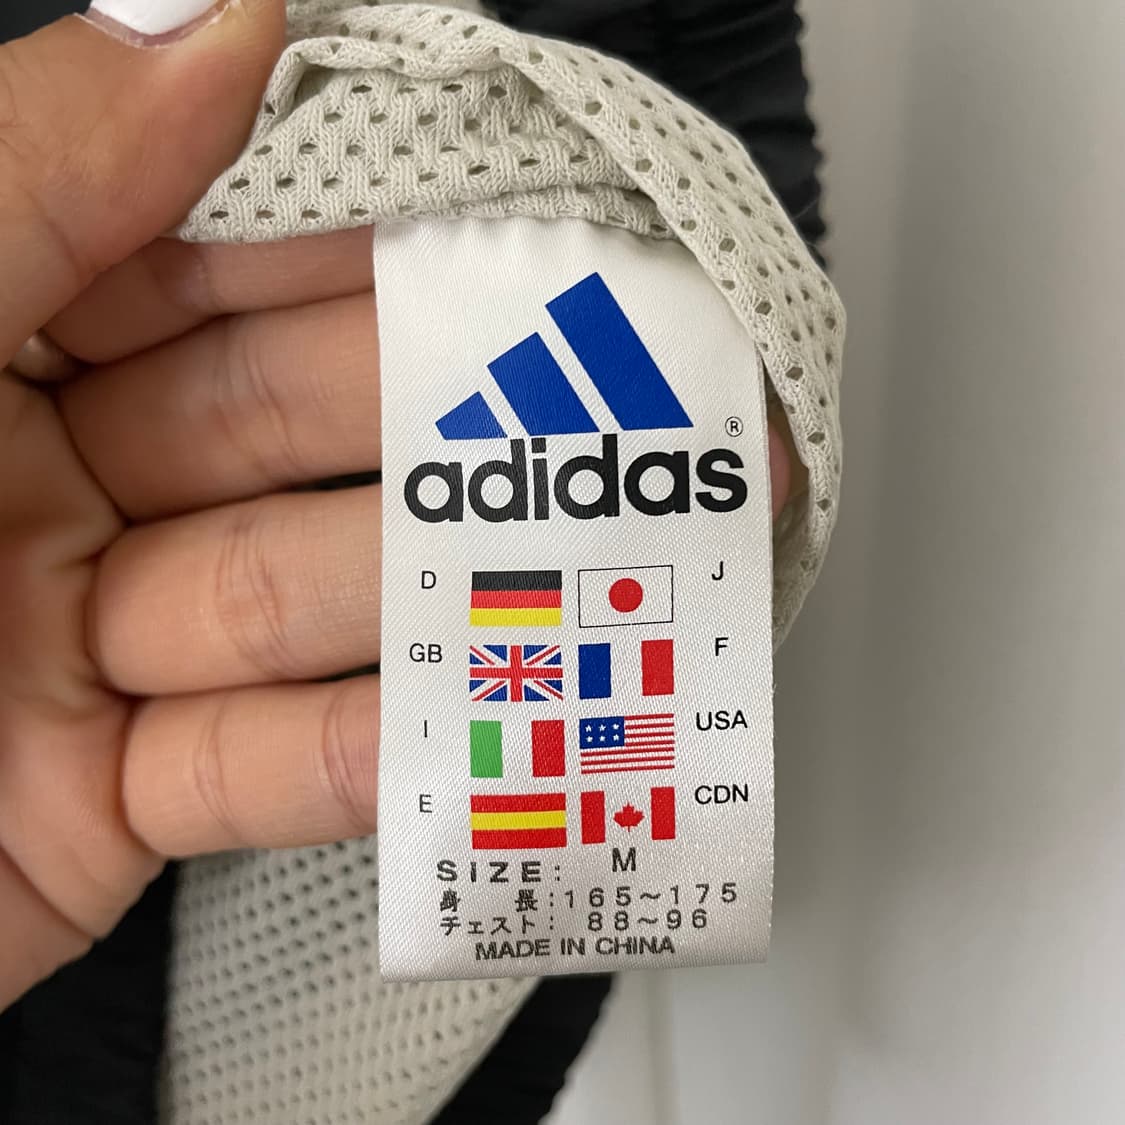 adidas®
D J
GB F
I USA
E CDN
SIZE: M
身 長:165~175
チェスト: 88~96
MADE IN CHINA